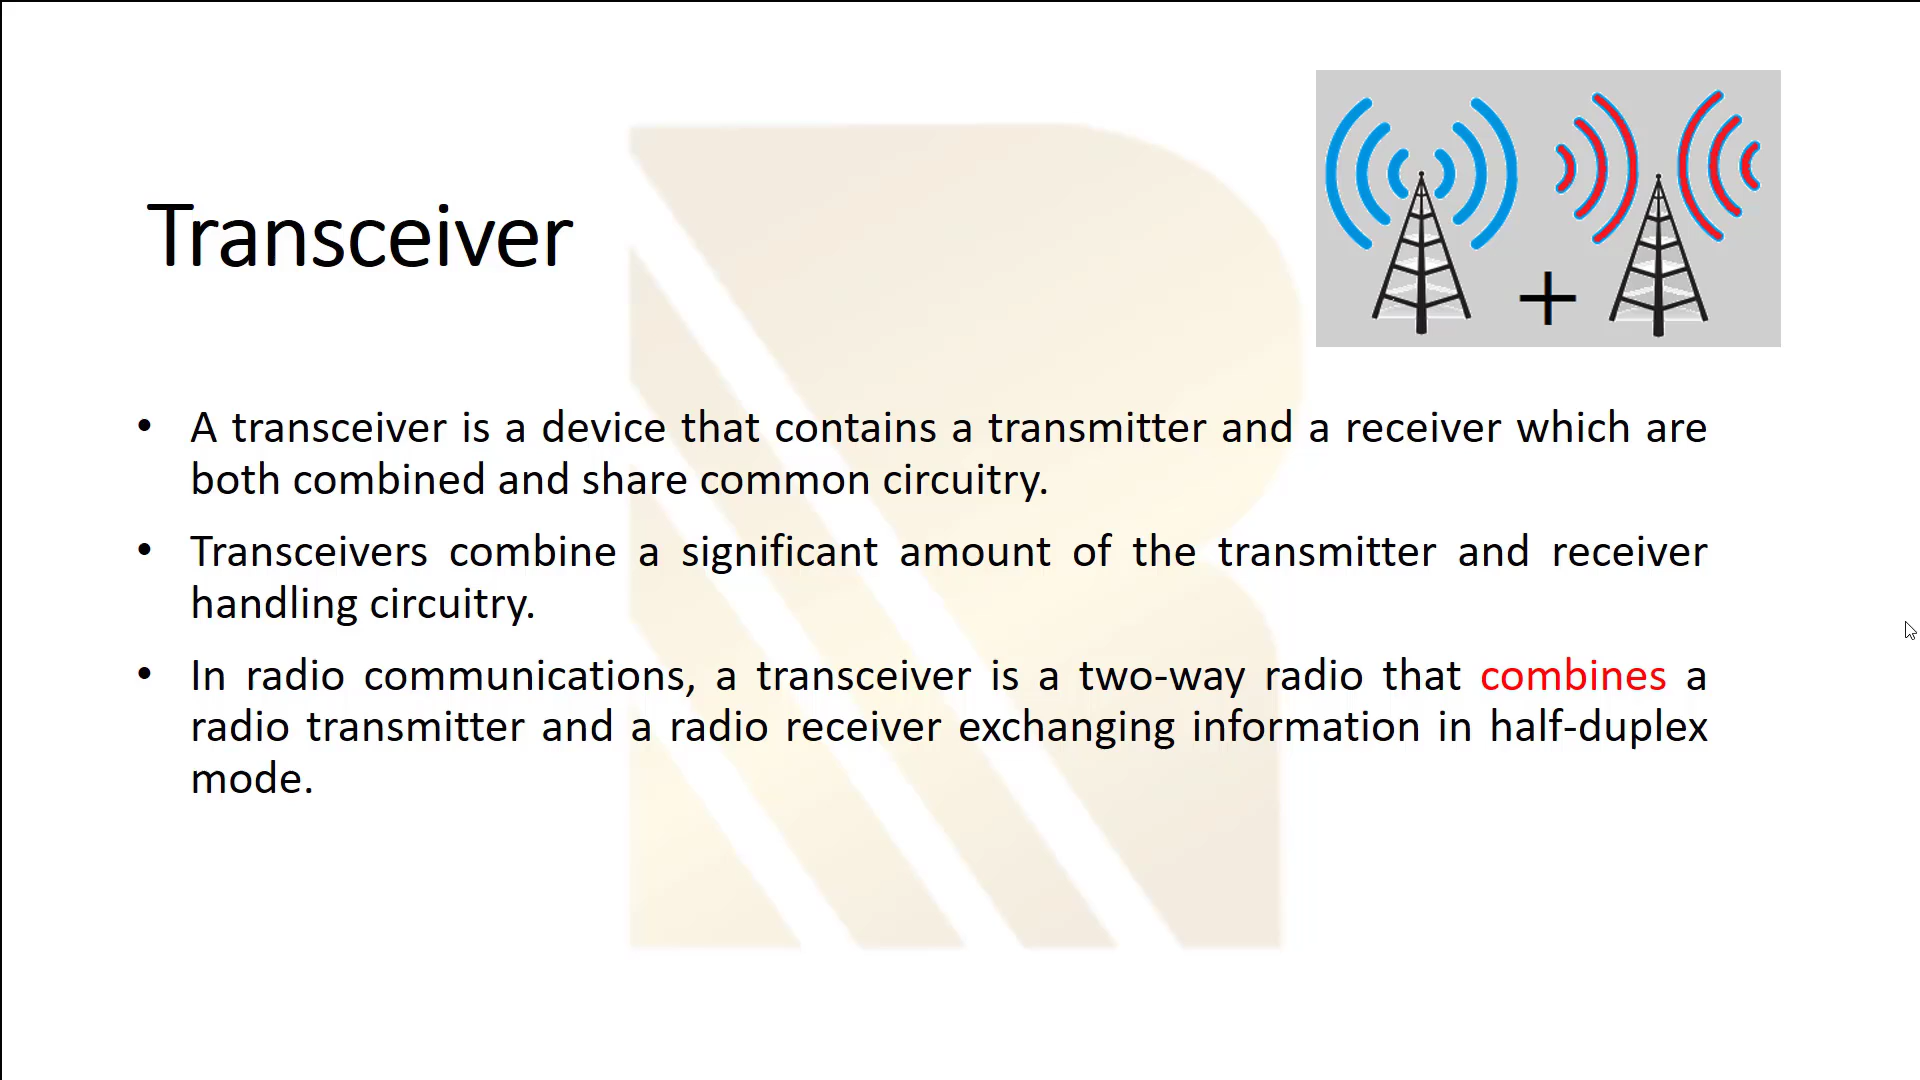 Transceiver
+
• A transceiver is a device that contains a transmitter and a receiver which are
both combined and share common circuitry.
• Transceivers combine a significant amount of the transmitter and receiver
handling circuitry.
• In radio communications, a transceiver is a two-way radio that combines a
radio transmitter and a radio receiver exchanging information in half-duplex
mode.